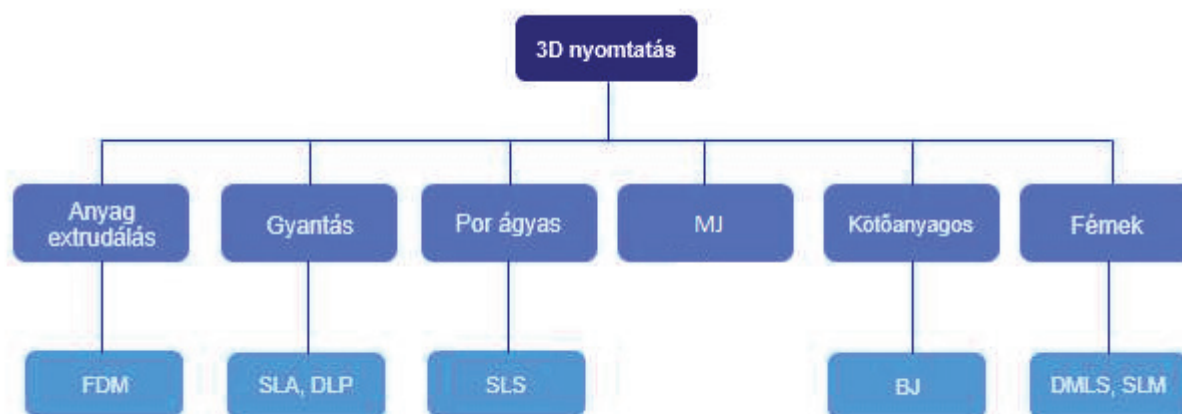 3D nyomtatás
Anyag
extrudálás
Gyantás
Por ágyas
MJ
Kötőanyagos
Fémek
FDM
SLA, DLP
SLS
BJ
DMLS, SLM